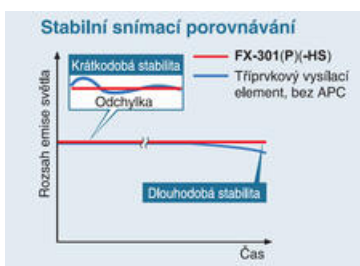 Stabilní snímací porovnávání
Krátkodobá stabilita
Odchylka
FX-301(P)(-HS)
Tříprvkový vysílací
element, bez APC
Rozsah emise světla
Dlouhodobá stabilita
Čas